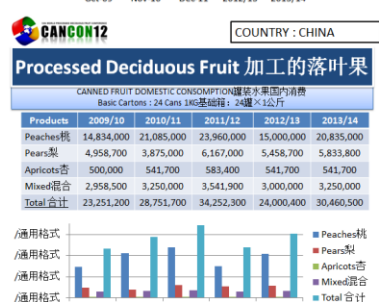 Oct-09 Nov-10 Dec-11 2012/13 2013/14
CANCON12
COUNTRY : CHINA
Processed Deciduous Fruit 加工的落叶果
CANNED FRUIT DOMESTIC CONSOMPTION罐装水果国内消费
Basic Cartons : 24 Cans 1KG基础箱：24罐×1公斤
Products 2009/10 2010/11 2011/12 2012/13 2013/14
Peaches桃 14,834,000 21,085,000 23,960,000 15,000,000 20,835,000
Pears梨 4,958,700 3,875,000 6,167,000 5,458,700 5,833,800
Apricots杏 500,000 541,700 583,400 541,700 541,700
Mixed混合 2,958,500 3,250,000 3,541,900 3,000,000 3,250,000
Total 合计 23,251,200 28,751,700 34,252,300 24,000,400 30,460,500
/通用格式
/通用格式
/通用格式
/通用格式
Peaches桃
Pears梨
Apricots杏
Mixed混合
Total 合计